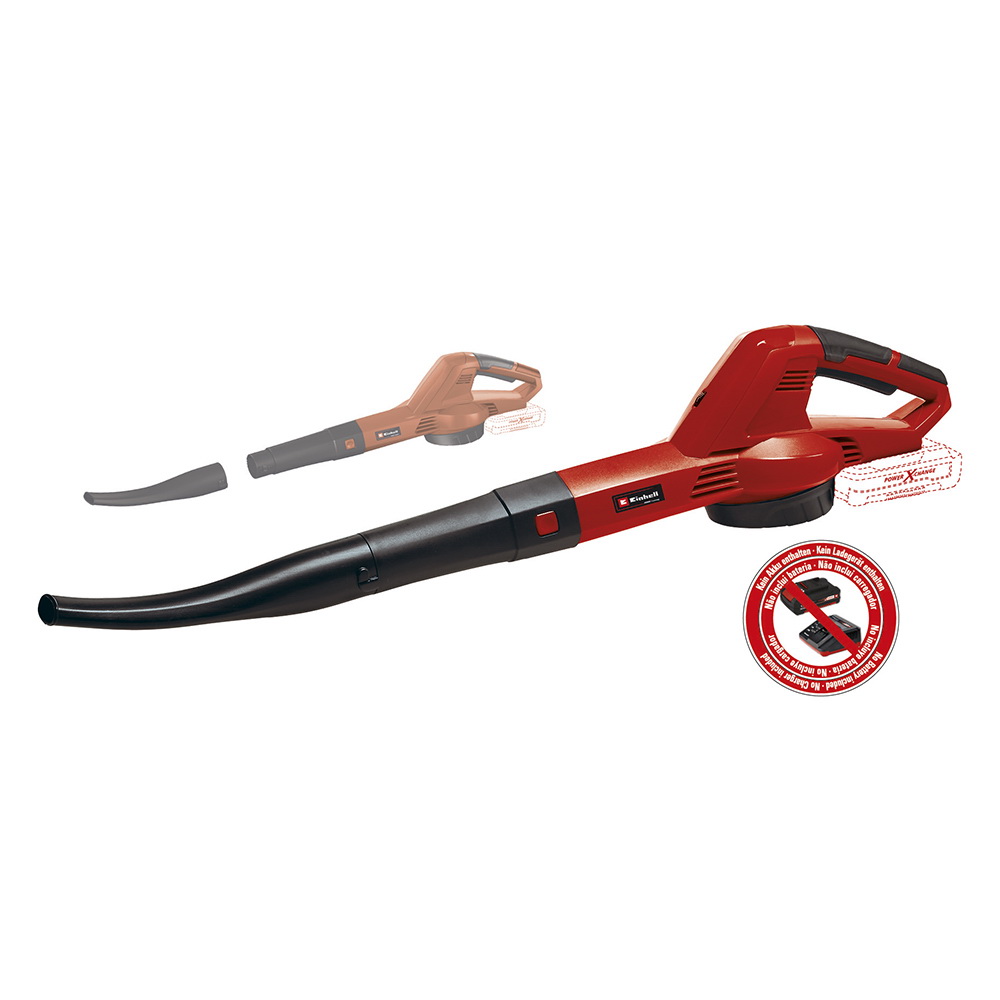 Einhell
POWER X CHANGE
Einhell
POWER X CHANGE
Kein Akku enthalten · Kein Ladegerät enthalten
Não inclui bateria · Não inclui carregador
No incluye bateria · No incluye cargador
No Battery included · No Charger included